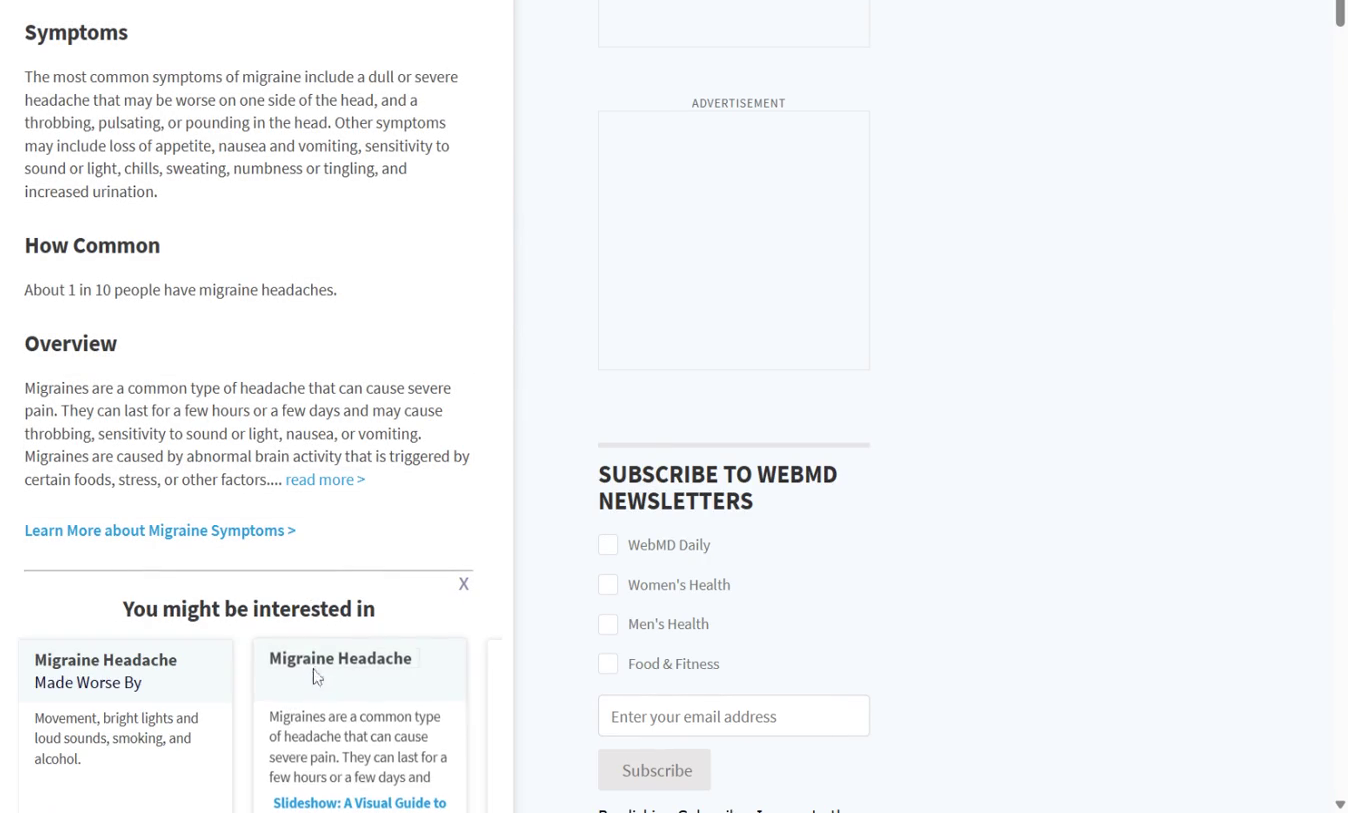 Symptoms
The most common symptoms of migraine include a dull or severe
headache that may be worse on one side of the head, and a
throbbing, pulsating, or pounding in the head. Other symptoms
may include loss of appetite, nausea and vomiting, sensitivity to
sound or light, chills, sweating, numbness or tingling, and
increased urination.
How Common
About 1 in 10 people have migraine headaches.
Overview
Migraines are a common type of headache that can cause severe
pain. They can last for a few hours or a few days and may cause
throbbing, sensitivity to sound or light, nausea, or vomiting.
Migraines are caused by abnormal brain activity that is triggered by
certain foods, stress, or other factors.... read more >
Learn More about Migraine Symptoms >
X
You might be interested in
Migraine Headache
Made Worse By
Movement, bright lights and
loud sounds, smoking, and
alcohol.
Migraine Headache
Migraines are a common type
of headache that can cause
severe pain. They can last for a
few hours or a few days and
Slideshow: A Visual Guide to
ADVERTISEMENT
SUBSCRIBE TO WEBMD
NEWSLETTERS
WebMD Daily
Women's Health
Men's Health
Food & Fitness
Enter your email address
Subscribe